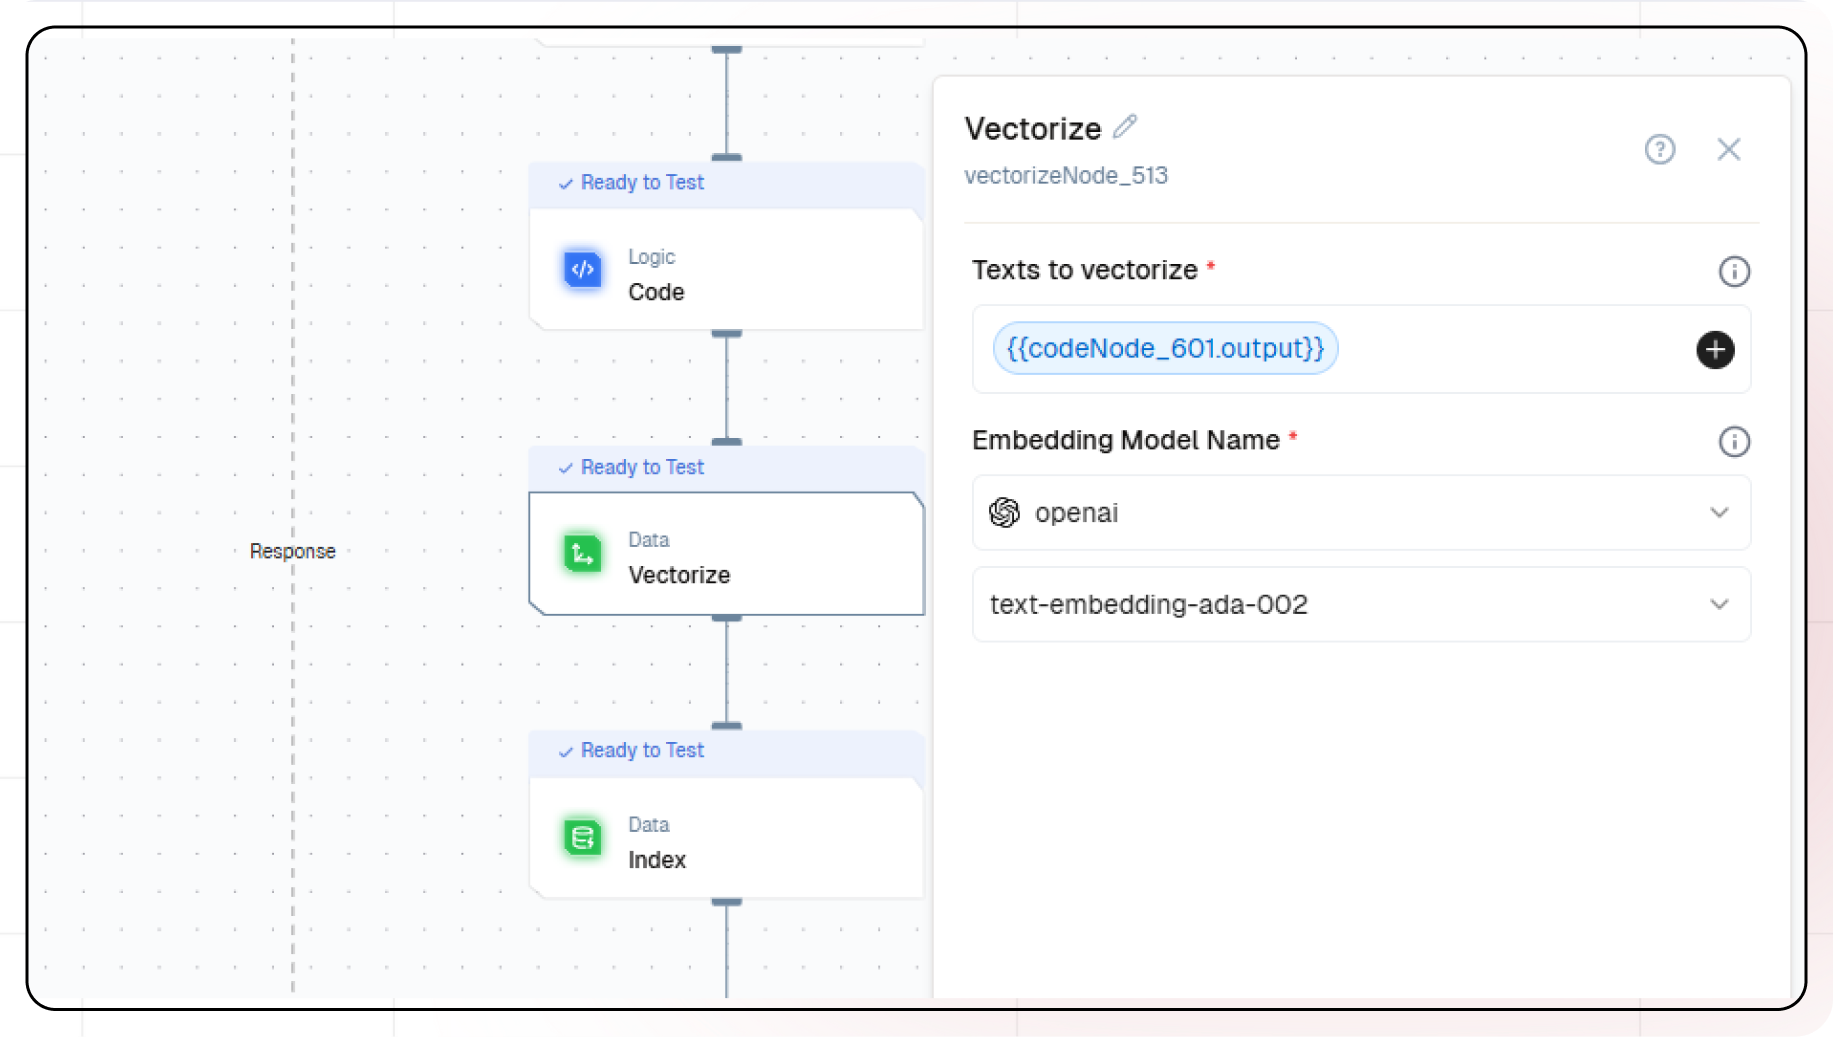 Response
Ready to Test
Logic
Code
Ready to Test
Data
Vectorize
Ready to Test
Data
Index
Vectorize
vectorizeNode_513
Texts to vectorize *
{{codeNode_601.output}}
Embedding Model Name *
openai
text-embedding-ada-002